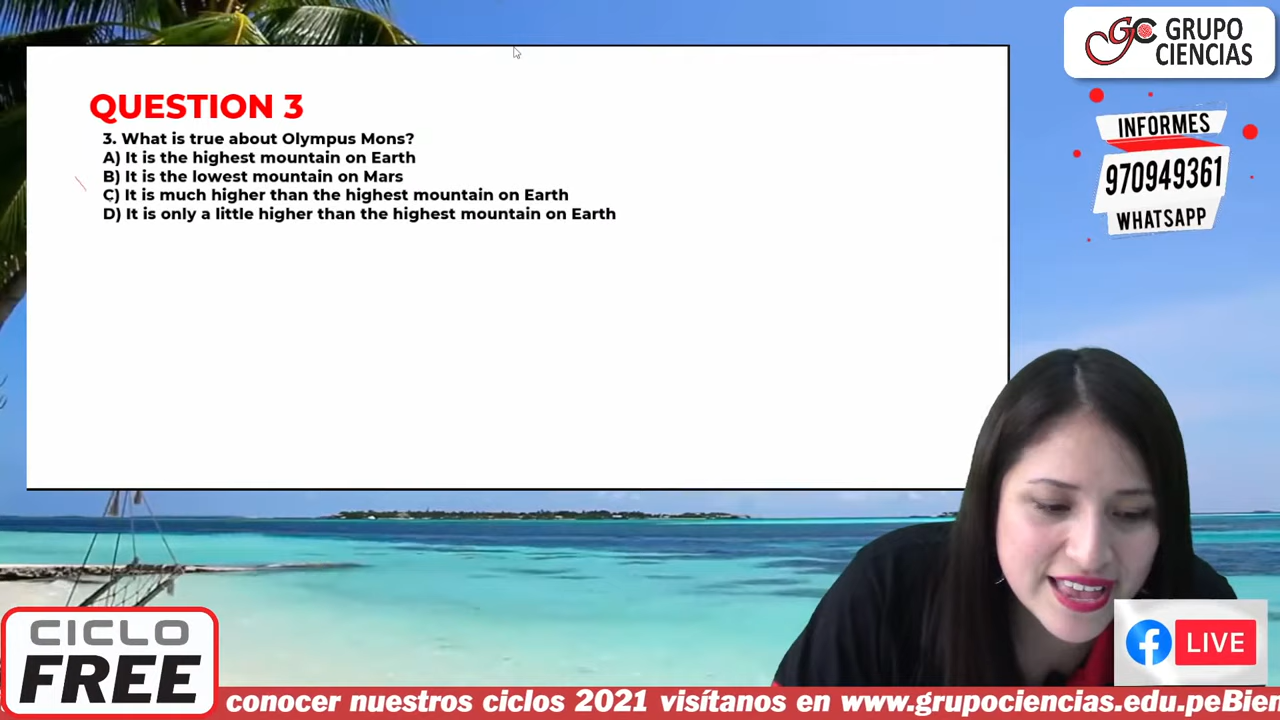 GRUPO
CIENCIAS
INFORMES
970949361
WHATSAPP
QUESTION 3
3. What is true about Olympus Mons?
A) It is the highest mountain on Earth
B) It is the lowest mountain on Mars
C) It is much higher than the highest mountain on Earth
D) It is only a little higher than the highest mountain on Earth
CICLO
FREE
LIVE
conocer nuestros ciclos 2021 visítanos en www.grupociencias.edu.peBien